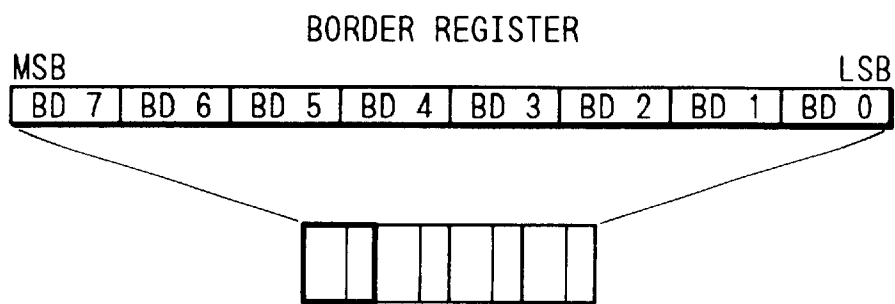 BORDER REGISTER
MSB LSB
BD 7 BD 6 BD 5 BD 4 BD 3 BD 2 BD 1 BD 0